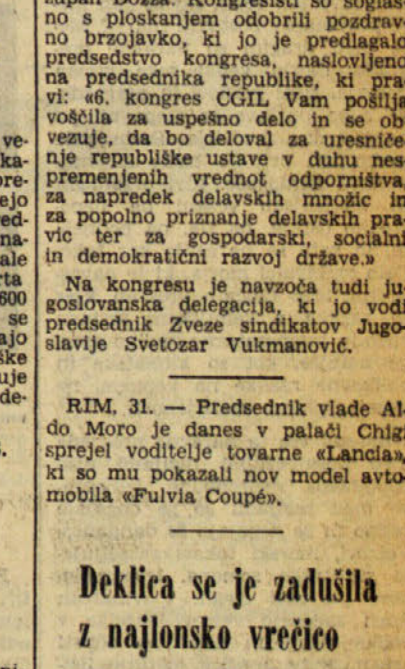 župan Dozza. Kongresisti so soglas-
no s ploskanjem odobrili pozdrav-
no brzojavko, ki jo je predlagalo
predsedstvo kongresa, naslovljeno
na predsednika republike, ki pra-
vi: «6. kongres CGIL Vam pošilja
voščila za uspešno delo in se ob-
vezuje, da bo deloval za uresniče-
nje republiške ustave v duhu nes-
premenjenih vrednot odporništva,
za napredek delavskih množic in
za popolno priznanje delavskih pra-
vic ter za gospodarski, socialni
in demokratični razvoj države.»
Na kongresu je navzoča tudi ju-
goslovanska delegacija, ki jo vodi
predsednik Zveze sindikatov Jugo-
slavije Svetozar Vukmanović.
RIM, 31. — Predsednik vlade Al-
do Moro je danes v palači Chigi
sprejel voditelje tovarne «Lancia»,
ki so mu pokazali nov model avto-
mobila «Fulvia Coupé».
Deklica se je zadušila
z najlonsko vrečico